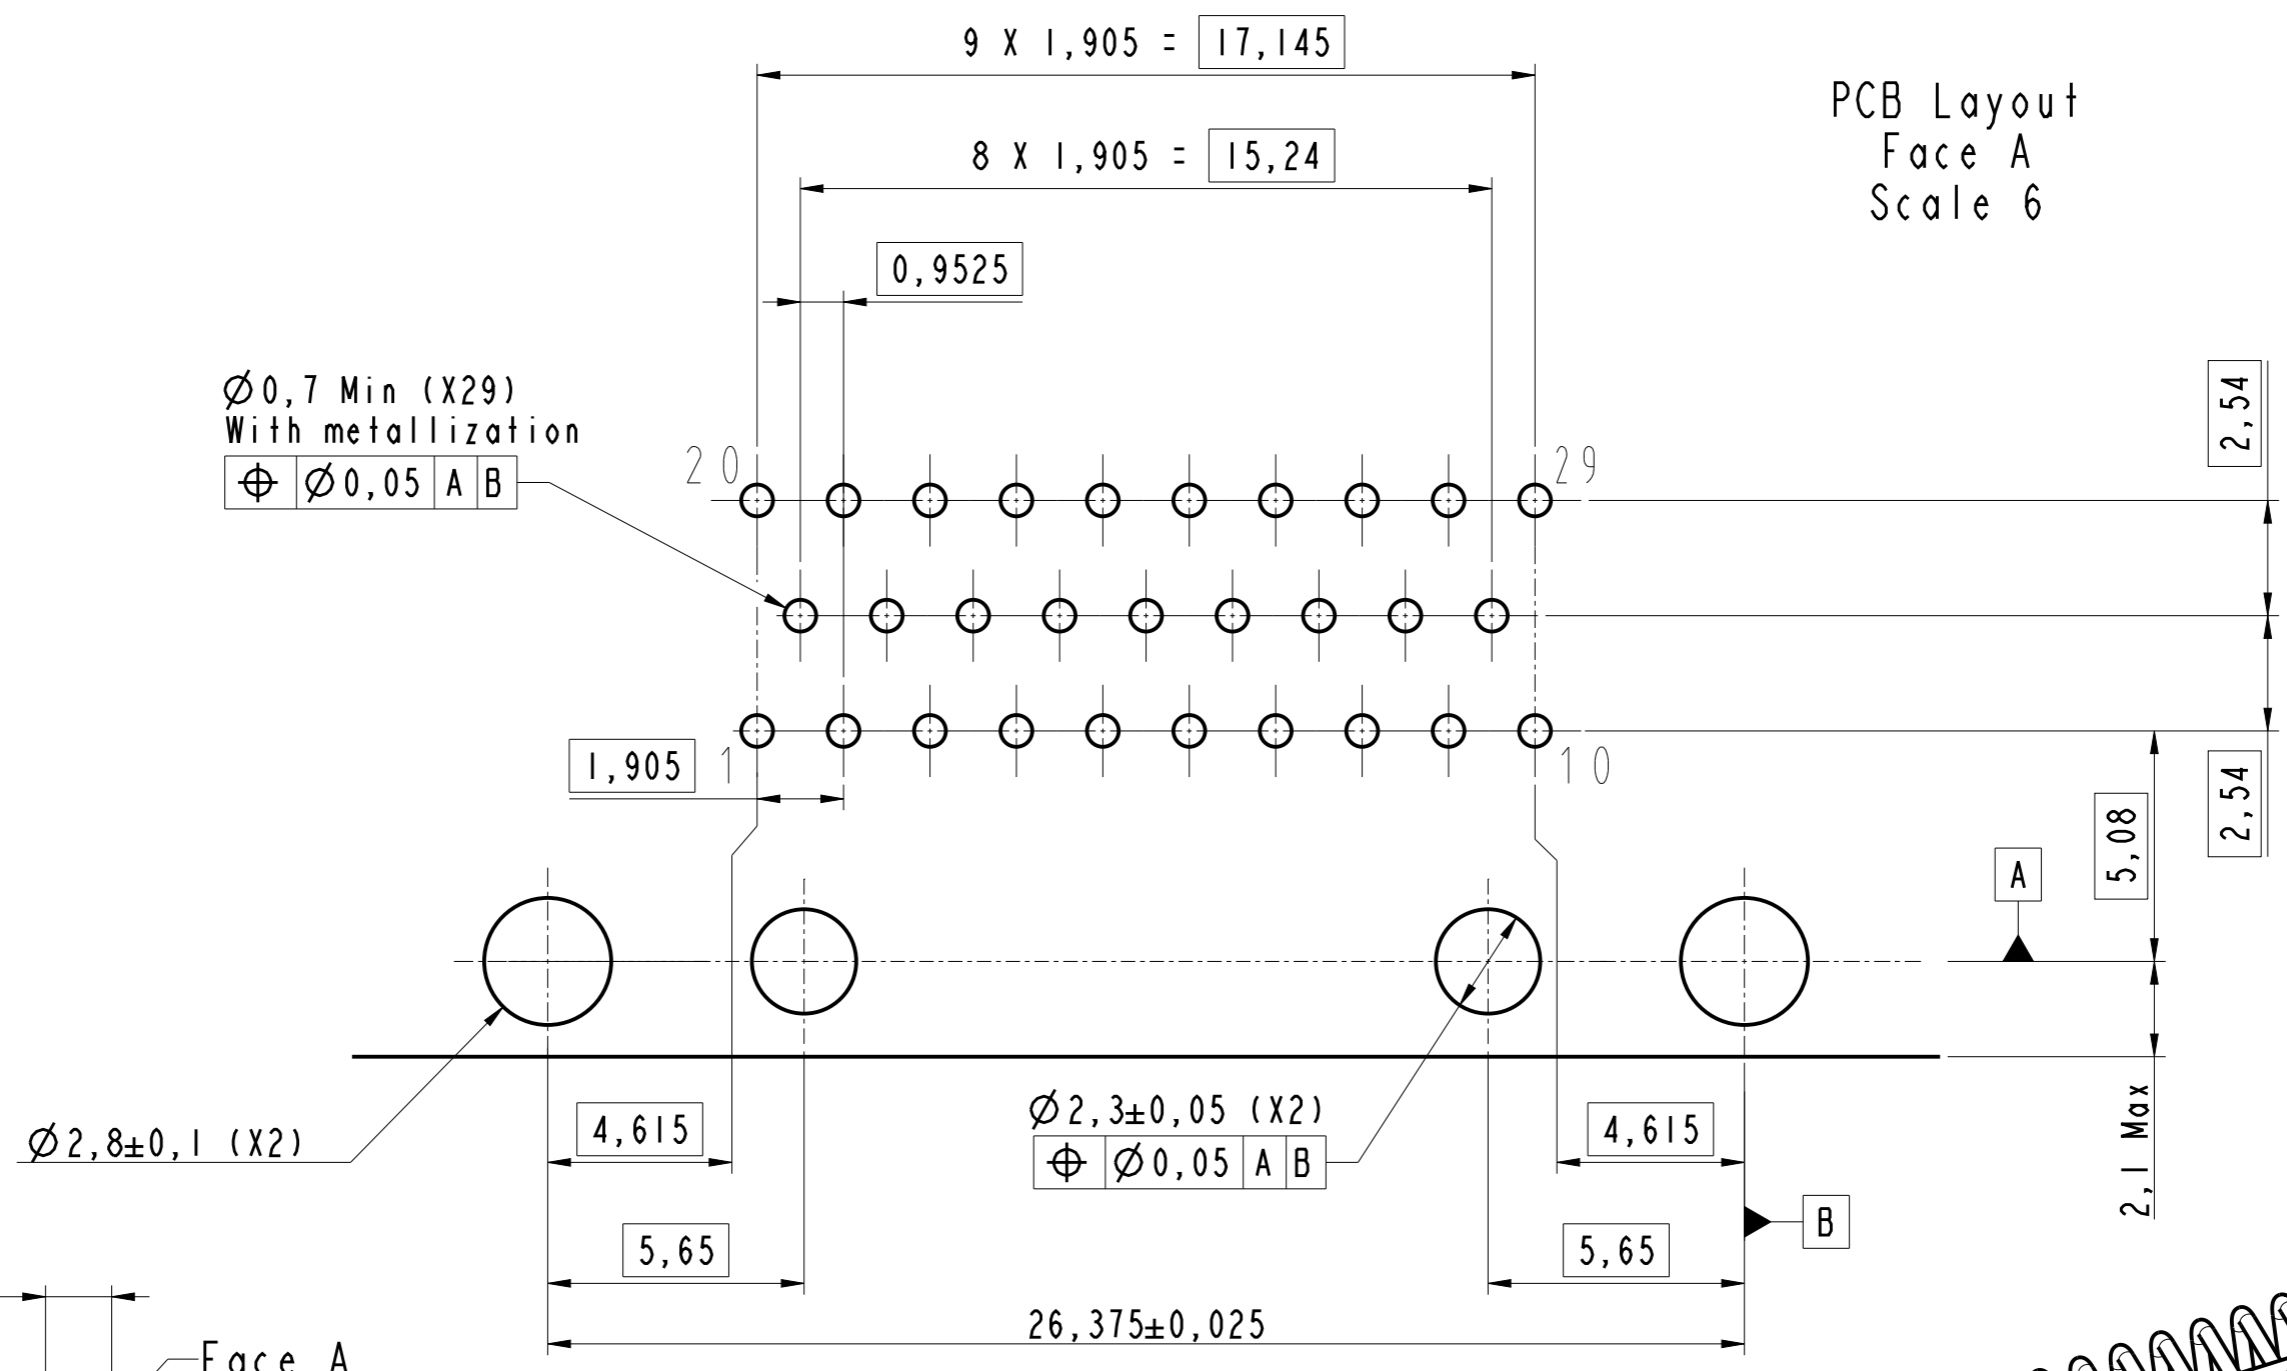 9 X 1,905 = 17,145
PCB Layout
Face A
Scale 6
8 X 1,905 = 15,24
0,9525
Ø0,7 Min (X29)
With metallization
⌖ Ø0,05 A B
20
29
2,54
1,905
1
10
2,54
5,08
A
Ø2,8±0,1 (X2)
4,615
Ø2,3±0,05 (X2)
⌖ Ø0,05 A B
4,615
2,1 Max
B
5,65
5,65
26,375±0,025
Face A